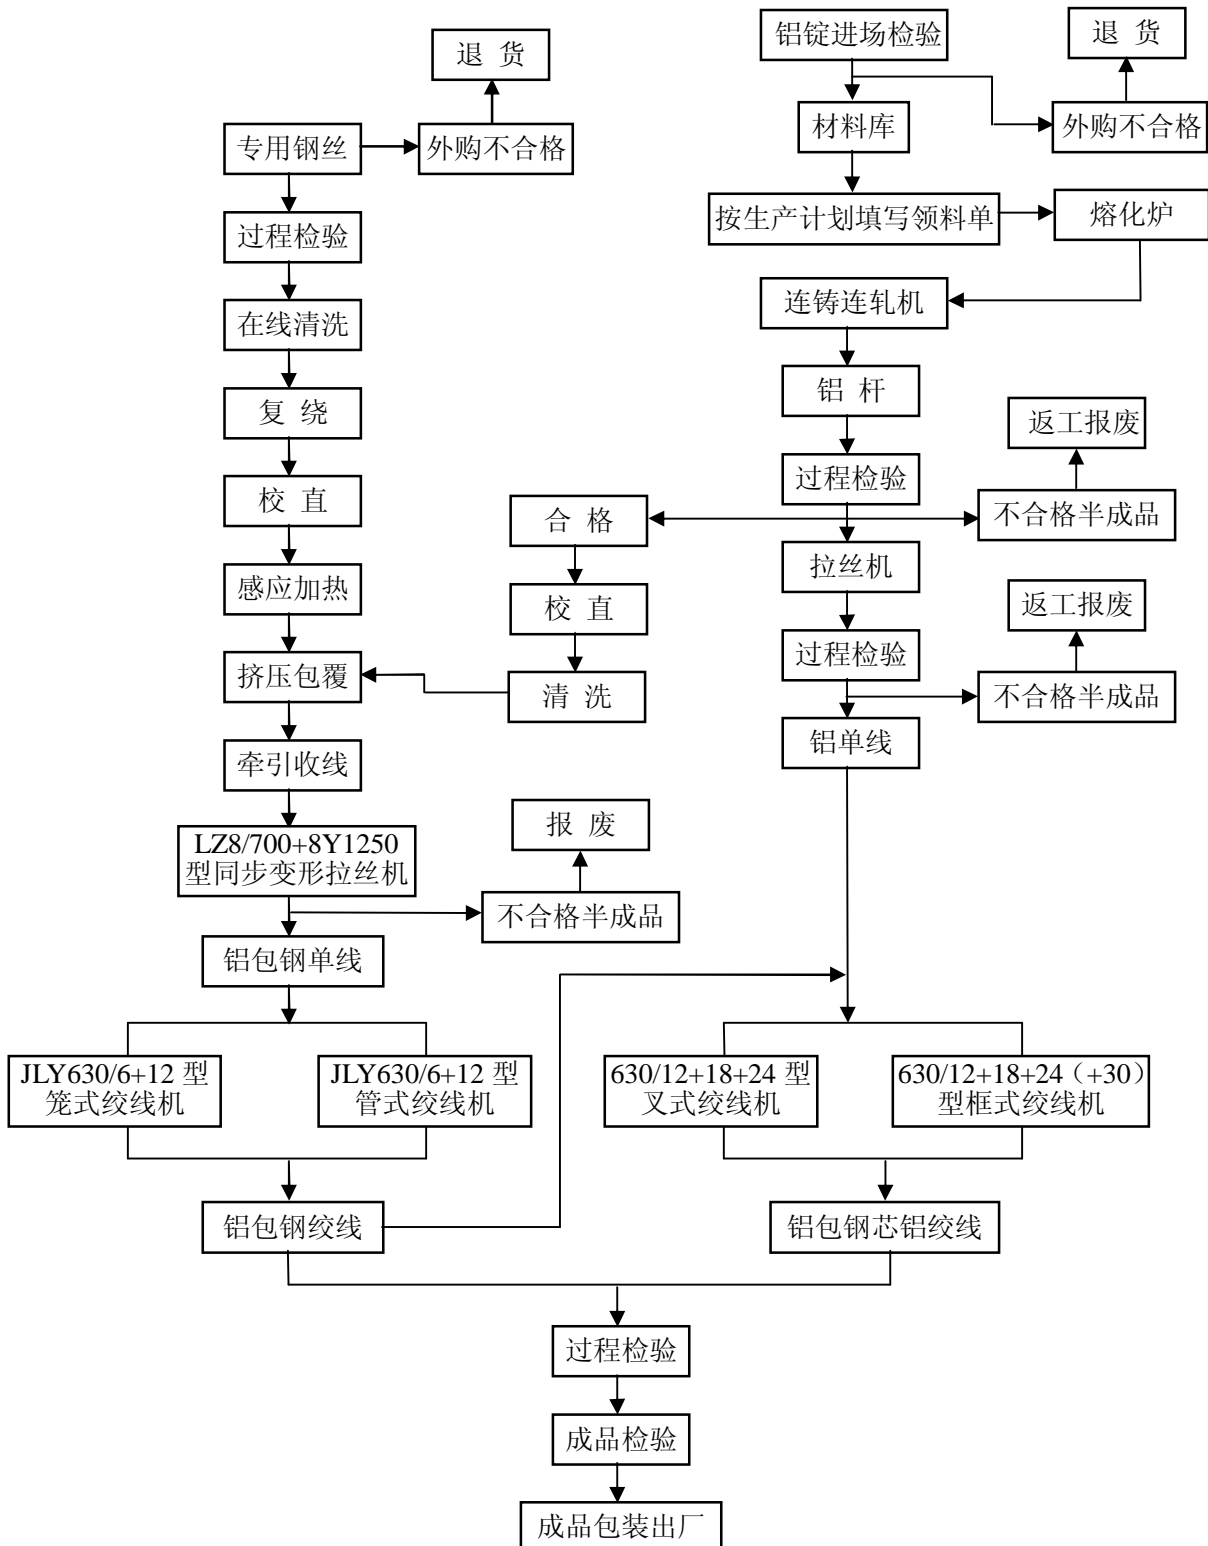 铝锭进场检验
退 货
退 货
材料库
外购不合格
专用钢丝
外购不合格
按生产计划填写领料单
熔化炉
过程检验
连铸连轧机
在线清洗
铝 杆
复 绕
返工报废
过程检验
校 直
合 格
不合格半成品
拉丝机
感应加热
校 直
返工报废
过程检验
挤压包覆
清 洗
不合格半成品
铝单线
牵引收线
报 废
LZ8/700+8Y1250
型同步变形拉丝机
不合格半成品
铝包钢单线
JLY630/6+12 型
笼式绞线机
JLY630/6+12 型
管式绞线机
630/12+18+24 型
叉式绞线机
630/12+18+24（+30）
型框式绞线机
铝包钢绞线
铝包钢芯铝绞线
过程检验
成品检验
成品包装出厂